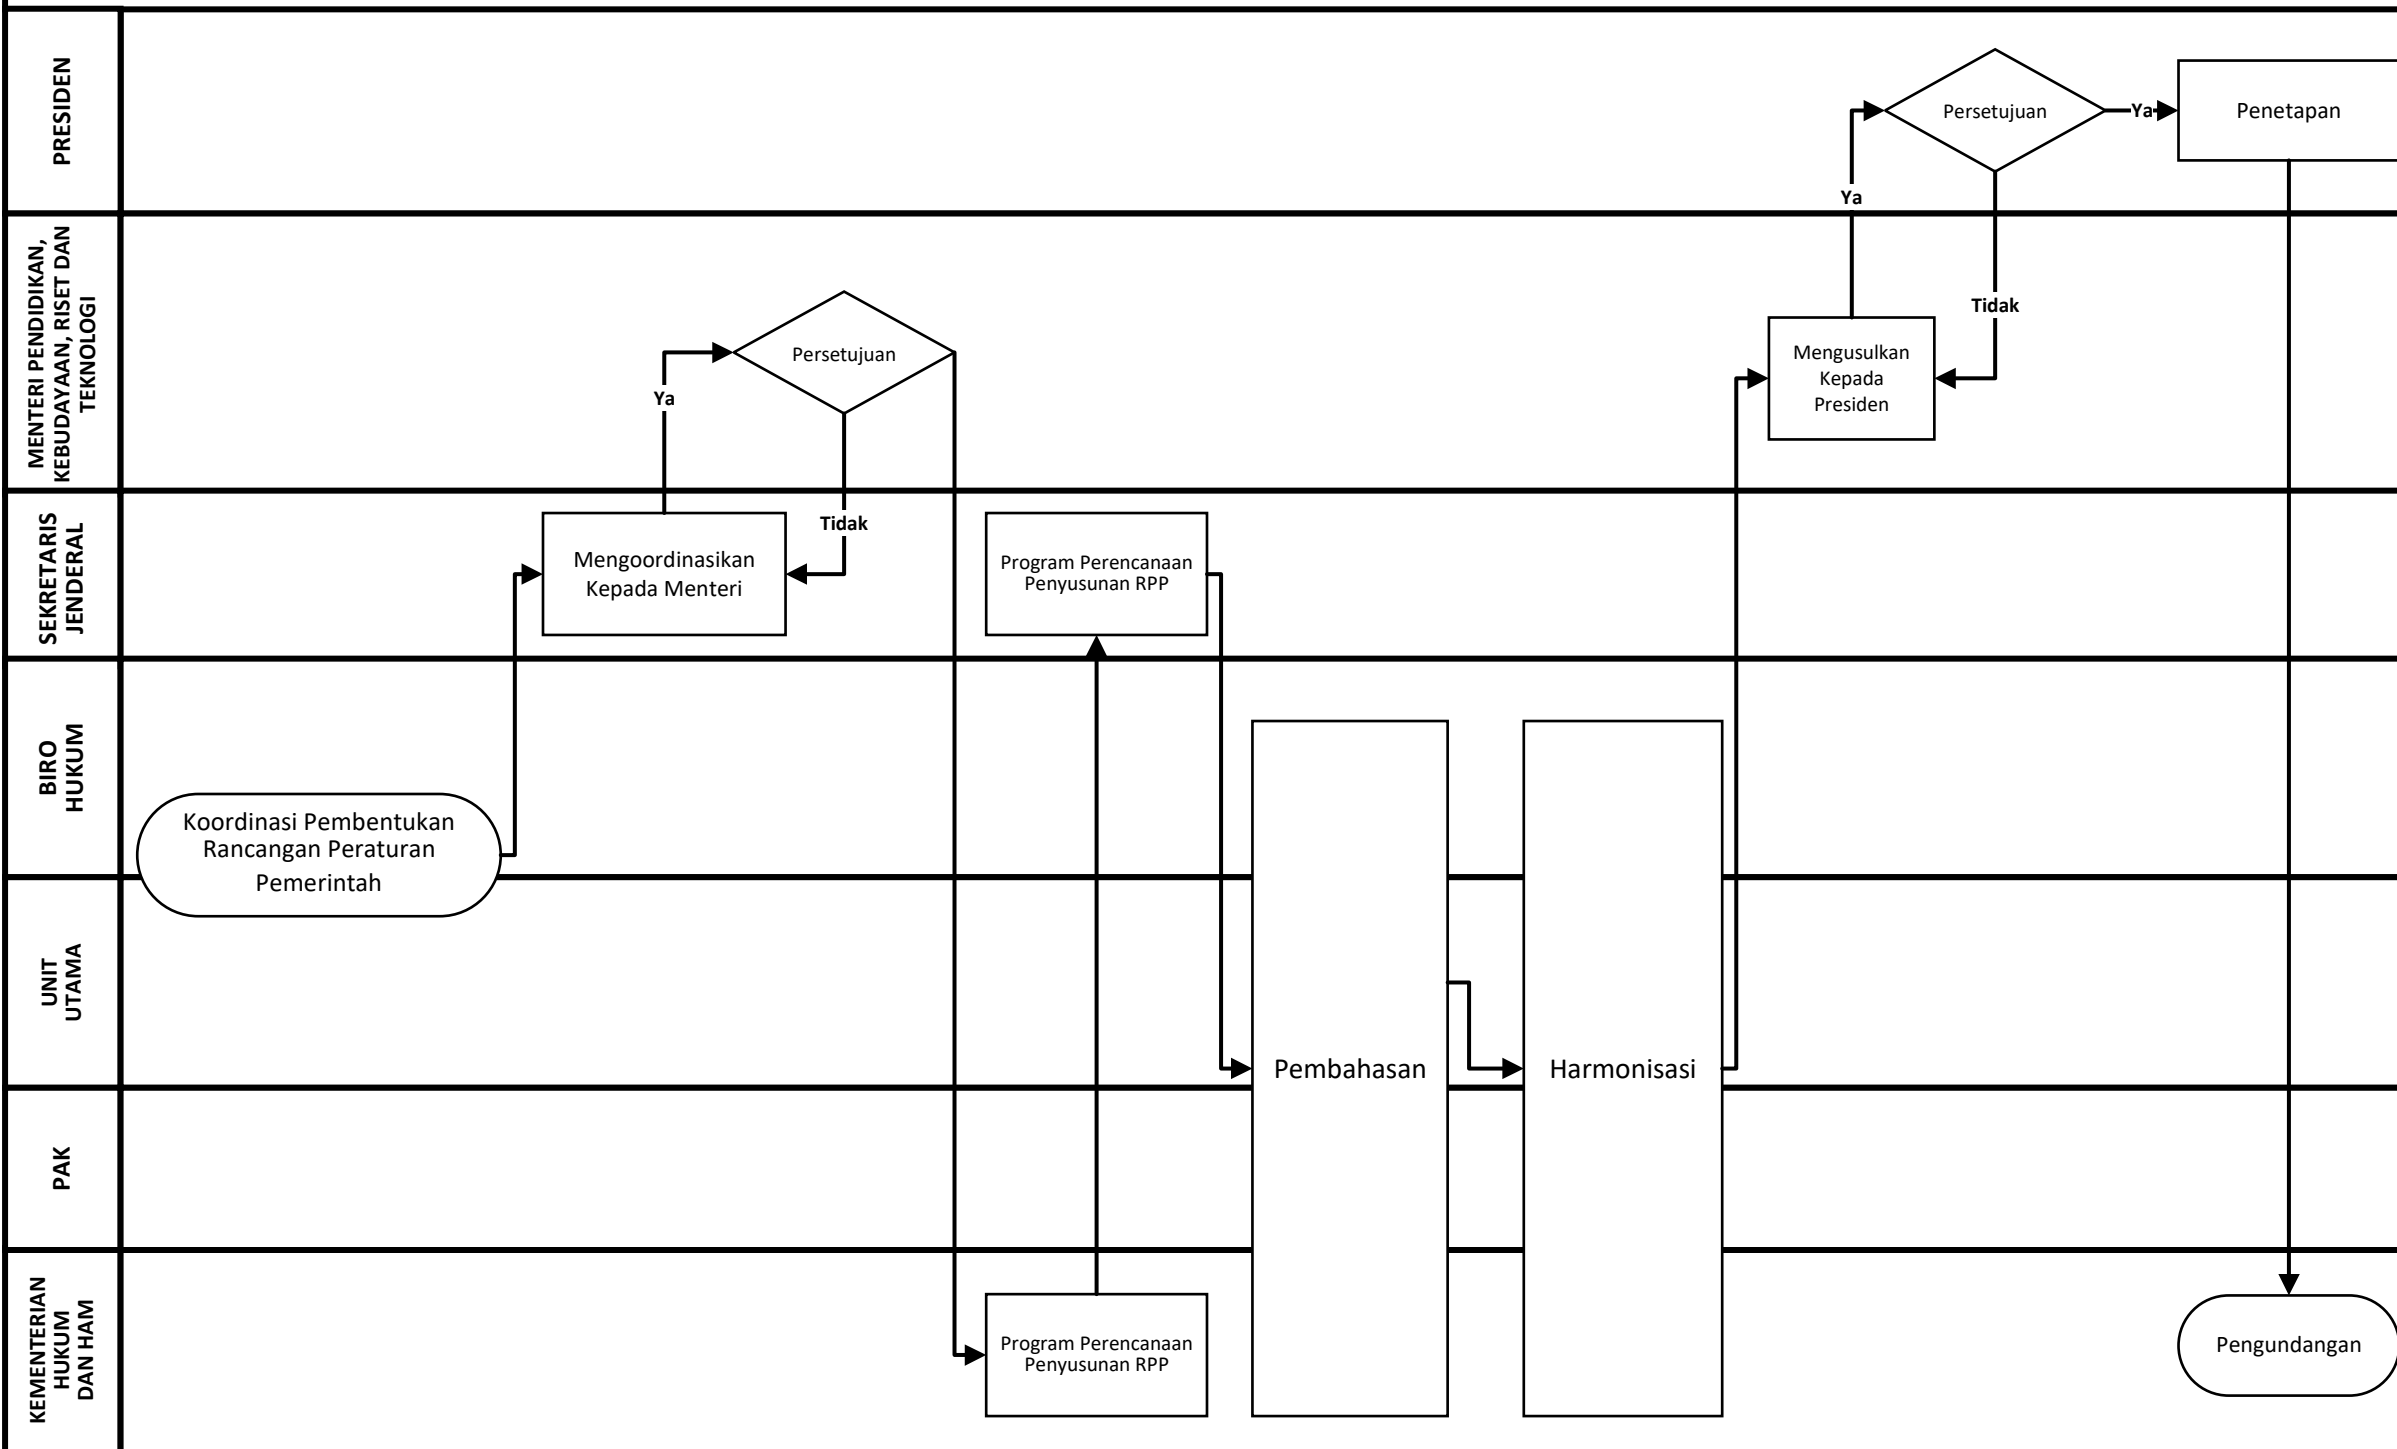 PRESIDEN
Persetujuan
Ya
Penetapan
Ya
MENTERI PENDIDIKAN,
KEBUDAYAAN, RISET DAN
TEKNOLOGI
Persetujuan
Ya
Tidak
Mengusulkan
Kepada
Presiden
SEKRETARIS
JENDERAL
Mengoordinasikan
Kepada Menteri
Tidak
Program Perencanaan
Penyusunan RPP
BIRO
HUKUM
Koordinasi Pembentukan
Rancangan Peraturan
Pemerintah
UNIT
UTAMA
Pembahasan
Harmonisasi
PAK
KEMENTERIAN
HUKUM
DAN HAM
Program Perencanaan
Penyusunan RPP
Pengundangan